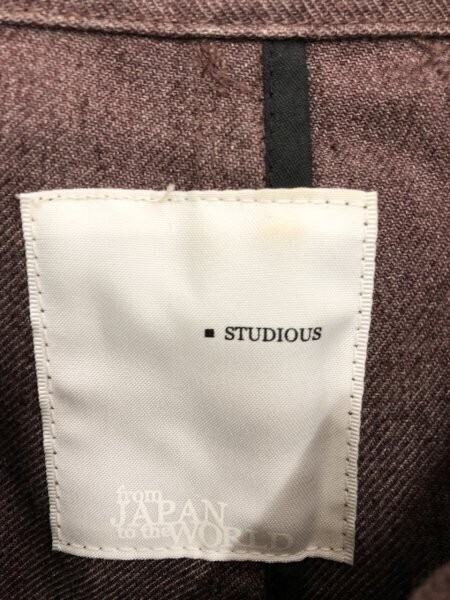 ▪ STUDIOUS
from
JAPAN
to the WORLD